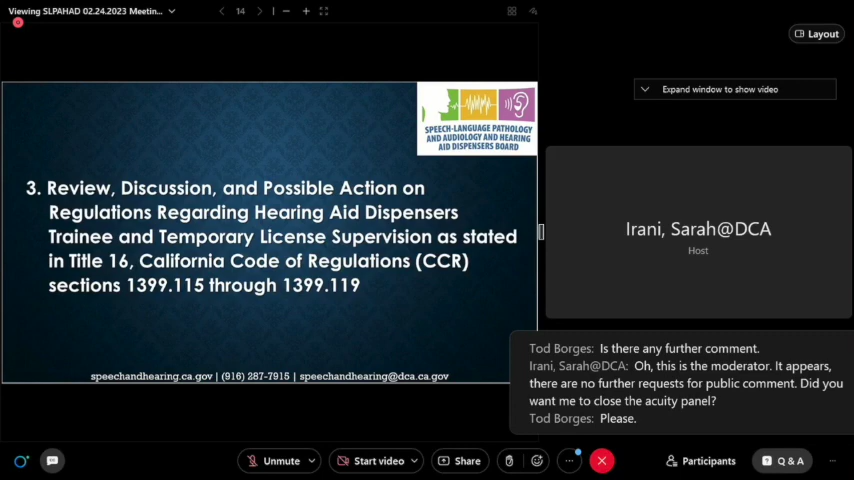 Viewing SLPAHAD 02.24.2023 Meetin...
14
Layout
Expand window to show video
SPEECH-LANGUAGE PATHOLOGY
AND AUDIOLOGY AND HEARING
AID DISPENSERS BOARD
3. Review, Discussion, and Possible Action on
Regulations Regarding Hearing Aid Dispensers
Trainee and Temporary License Supervision as stated
in Title 16, California Code of Regulations (CCR)
sections 1399.115 through 1399.119
speechandhearing.ca.gov | (916) 287-7915 | speechandhearing@dca.ca.gov
Irani, Sarah@DCA
Host
Tod Borges: Is there any further comment.
Irani, Sarah@DCA: Oh, this is the moderator. It appears,
there are no further requests for public comment. Did you
want me to close the acuity panel?
Tod Borges: Please.
Unmute
Start video
Share
Participants
Q & A